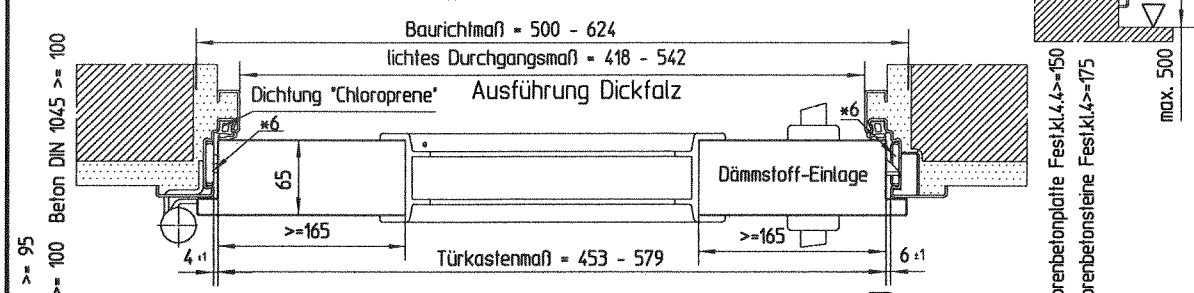 Baurichtmaß = 500 - 624
lichtes Durchgangsmaß = 418 - 542
Dichtung "Chloroprene"
Ausführung Dickfalz
*6
*6
65
Dämmstoff-Einlage
>=165
>=165
4 ±1
Türkastenmaß = 453 - 579
6 ±1
>= 95
>= 100 Beton DIN 1045 >= 100
Fest.kl.4.4>=150
Fest.kl.4>=175
max. 500